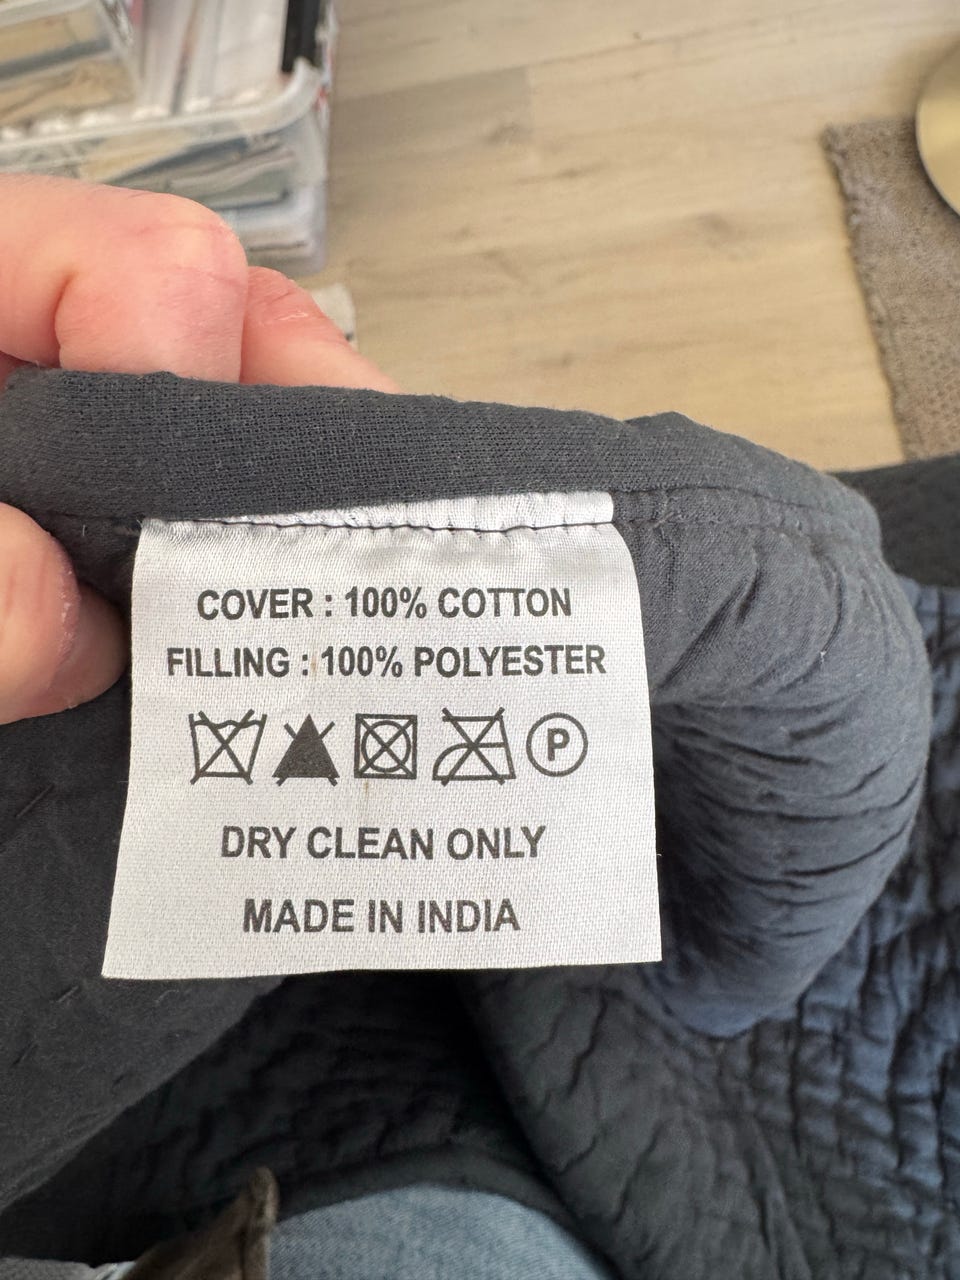 COVER : 100% COTTON
FILLING : 100% POLYESTER
P
DRY CLEAN ONLY
MADE IN INDIA